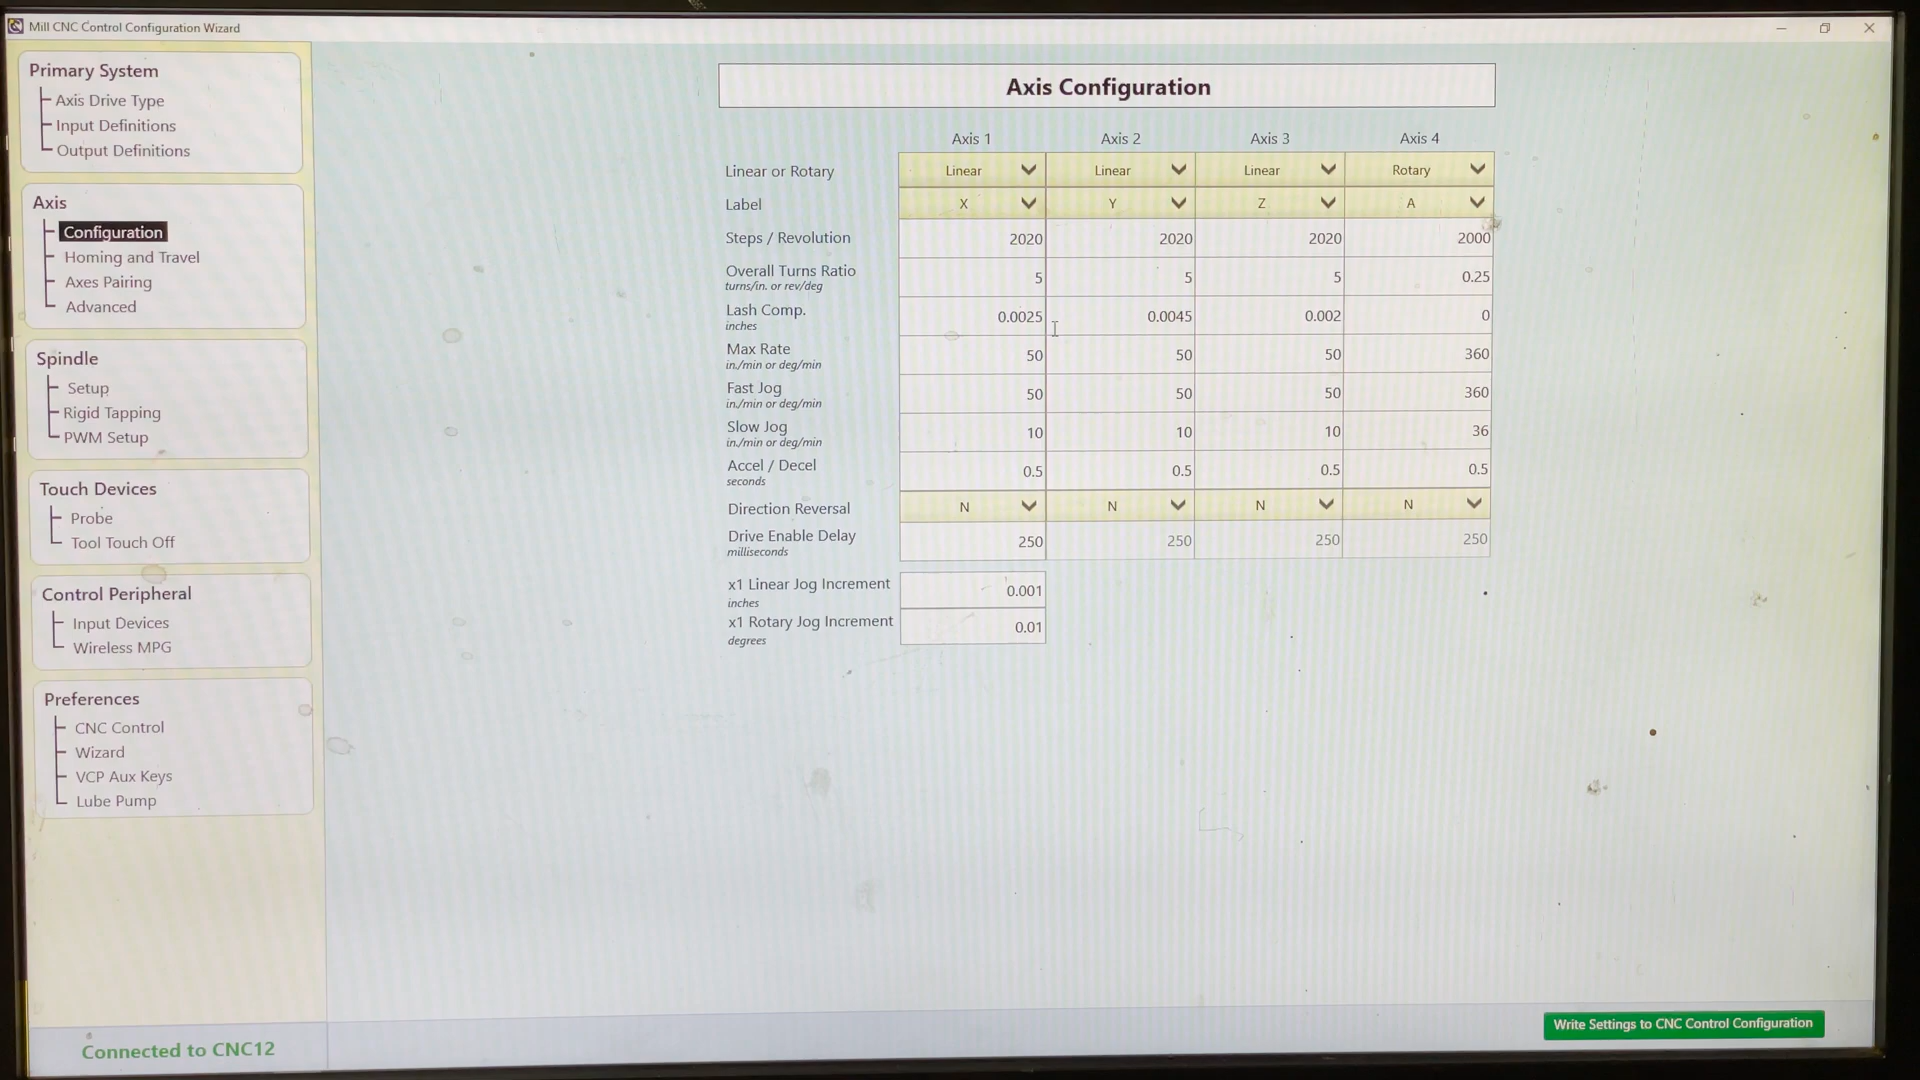 Mill CNC Control Configuration Wizard
Primary System
Axis Drive Type
Input Definitions
Output Definitions
Axis
Configuration
Homing and Travel
Axes Pairing
Advanced
Spindle
Setup
Rigid Tapping
PWM Setup
Touch Devices
Probe
Tool Touch Off
Control Peripheral
Input Devices
Wireless MPG
Preferences
CNC Control
Wizard
VCP Aux Keys
Lube Pump
Connected to CNC12
Axis Configuration
Axis 1 Axis 2 Axis 3 Axis 4
Linear or Rotary Linear Linear Linear Rotary
Label X Y Z A
Steps / Revolution 2020 2020 2020 2000
Overall Turns Ratio 5 5 5 0.25
turns/in. or rev/deg
Lash Comp. 0.0025 0.0045 0.002 0
inches
Max Rate 50 50 50 360
in./min or deg/min
Fast Jog 50 50 50 360
in./min or deg/min
Slow Jog 10 10 10 36
in./min or deg/min
Accel / Decel 0.5 0.5 0.5 0.5
seconds
Direction Reversal N N N N
Drive Enable Delay 250 250 250 250
milliseconds
x1 Linear Jog Increment 0.001
inches
x1 Rotary Jog Increment 0.01
degrees
Write Settings to CNC Control Configuration